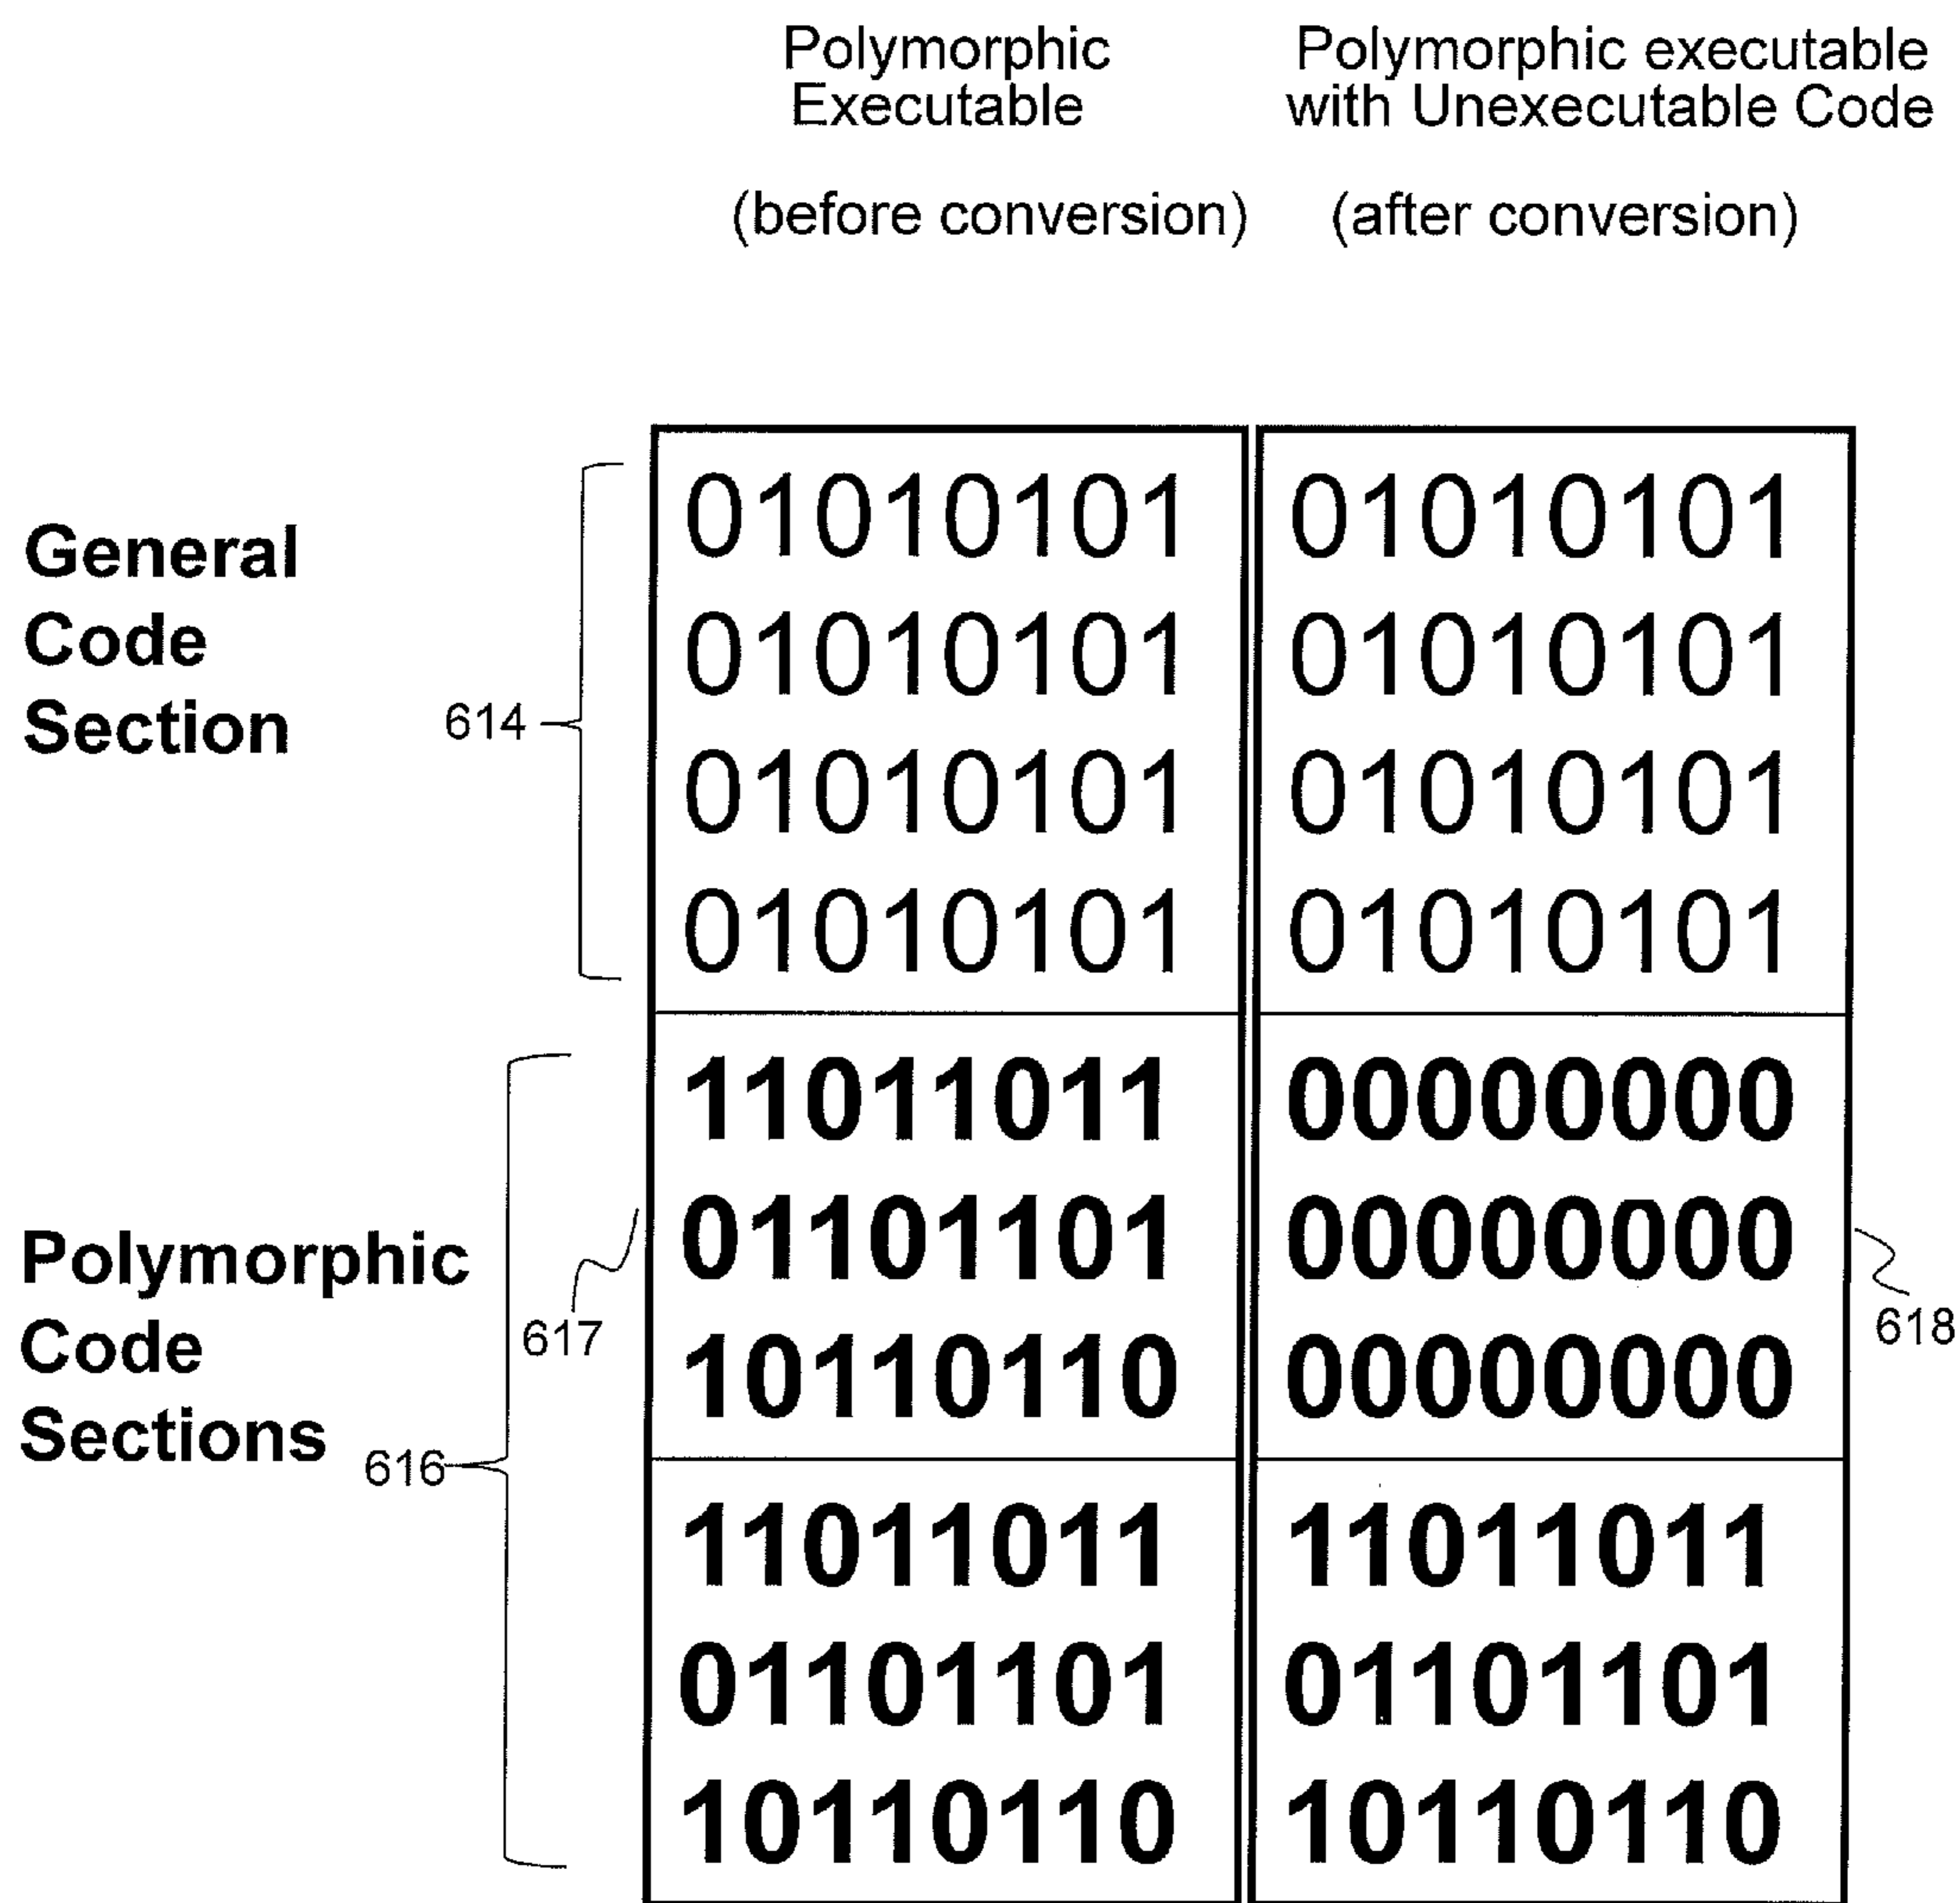 Polymorphic
Executable
(before conversion)
Polymorphic executable
with Unexecutable Code
(after conversion)
General
Code
Section
614
01010101 01010101
01010101 01010101
01010101 01010101
01010101 01010101
Polymorphic
Code
Sections
616
617
11011011 00000000
01101101 00000000
10110110 00000000
618
11011011 11011011
01101101 01101101
10110110 10110110